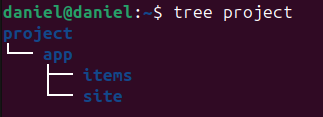 daniel@daniel:~$ tree project
project
└── app
    ├── items
    └── site